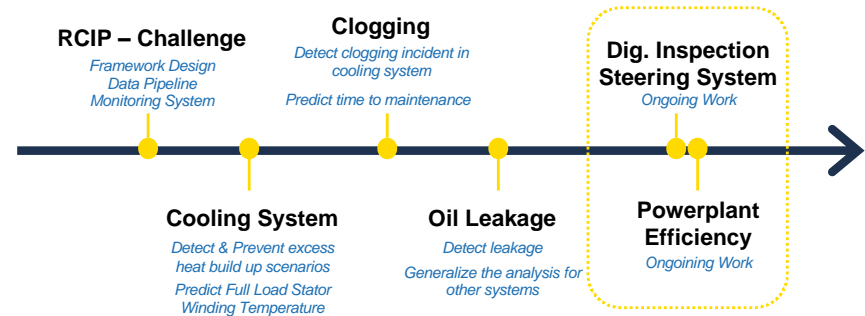 RCIP – Challenge
Framework Design
Data Pipeline
Monitoring System
Cooling System
Detect & Prevent excess
heat build up scenarios
Predict Full Load Stator
Winding Temperature
Clogging
Detect clogging incident in
cooling system
Predict time to maintenance
Oil Leakage
Detect leakage
Generalize the analysis for
other systems
Dig. Inspection
Steering System
Ongoing Work
Powerplant
Efficiency
Ongoining Work